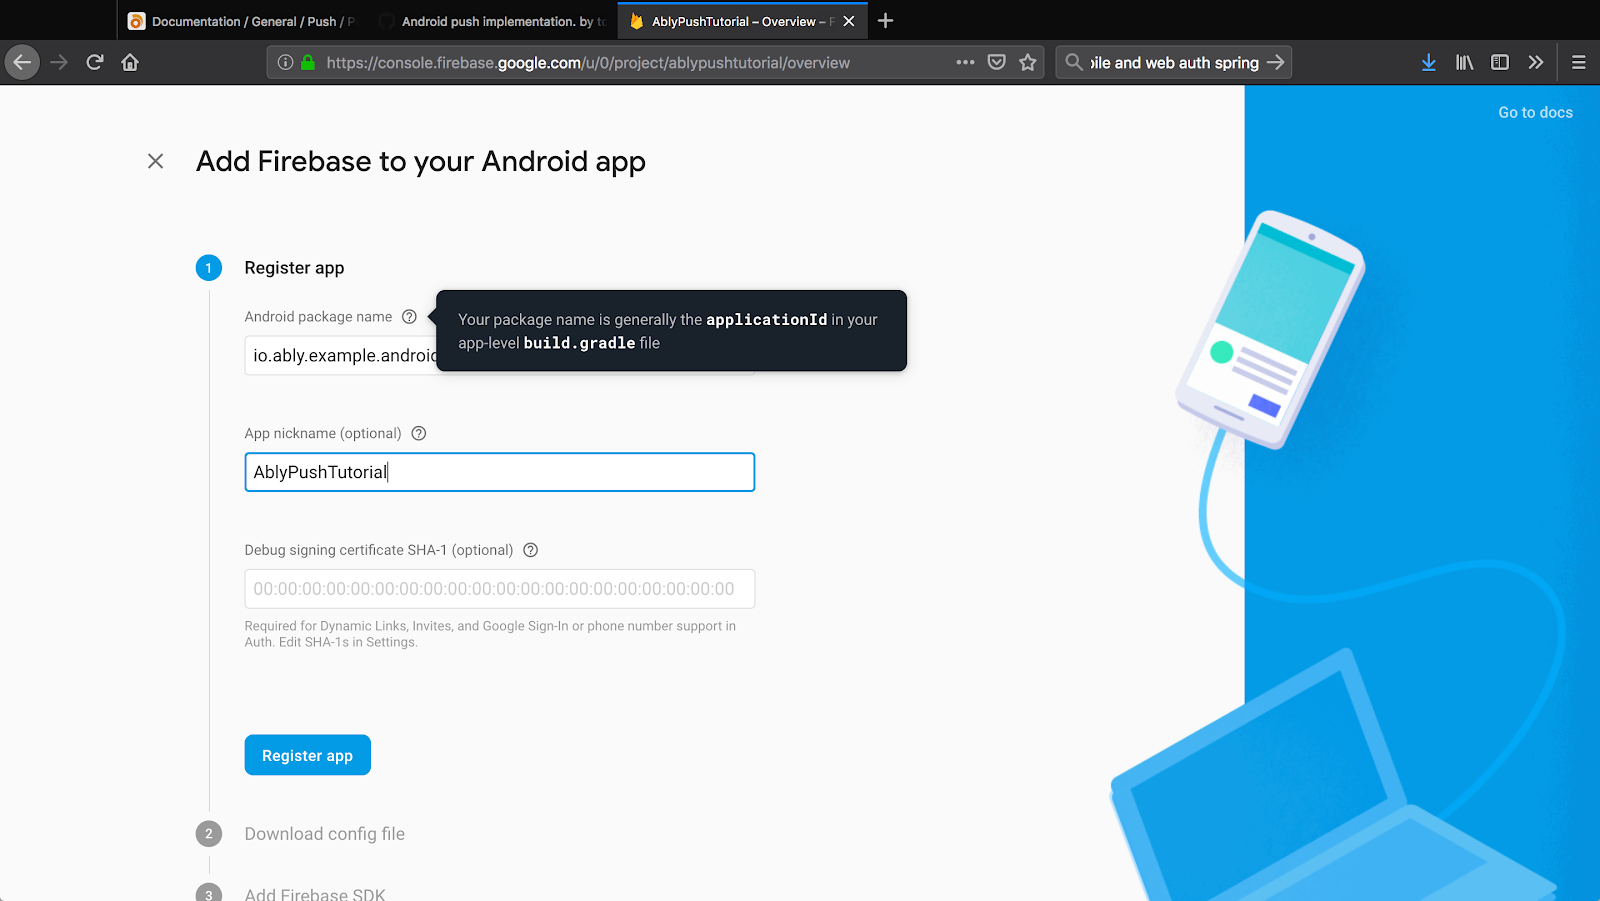 Documentation / General / Push / P
Android push implementation. by to
AblyPushTutorial – Overview – F
https://console.firebase.google.com/u/0/project/ablypushtutorial/overview
oile and web auth spring
Go to docs
Add Firebase to your Android app
1 Register app
Android package name
Your package name is generally the applicationId in your
app-level build.gradle file
io.ably.example.android
App nickname (optional)
AblyPushTutorial
Debug signing certificate SHA-1 (optional)
00:00:00:00:00:00:00:00:00:00:00:00:00:00:00:00:00:00:00:00
Required for Dynamic Links, Invites, and Google Sign-In or phone number support in
Auth. Edit SHA-1s in Settings.
Register app
2 Download config file
3 Add Firebase SDK